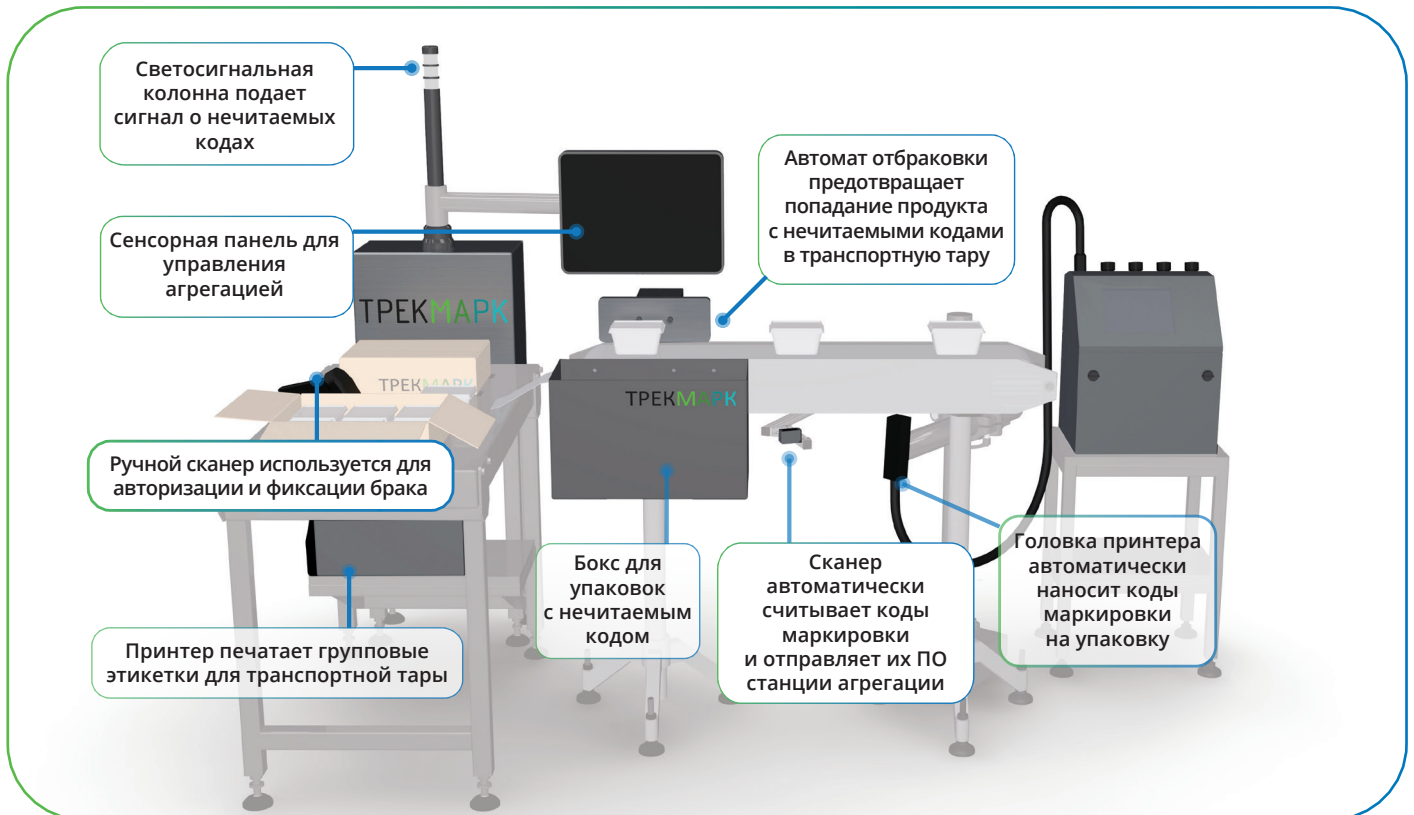 Светосигнальная
колонна подает
сигнал о нечитаемых
кодах
Автомат отбраковки
предотвращает
попадание продукта
с нечитаемыми кодами
в транспортную тару
Сенсорная панель для
управления
агрегацией
ТРЕКМАРК
ТРЕКМАРК
ТРЕКМАРК
Ручной сканер используется для
авторизации и фиксации брака
Бокс для
упаковок
с нечитаемым
кодом
Сканер
автоматически
считывает коды
маркировки
и отправляет их ПО
станции агрегации
Головка принтера
автоматически
наносит коды
маркировки
на упаковку
Принтер печатает групповые
этикетки для транспортной тары